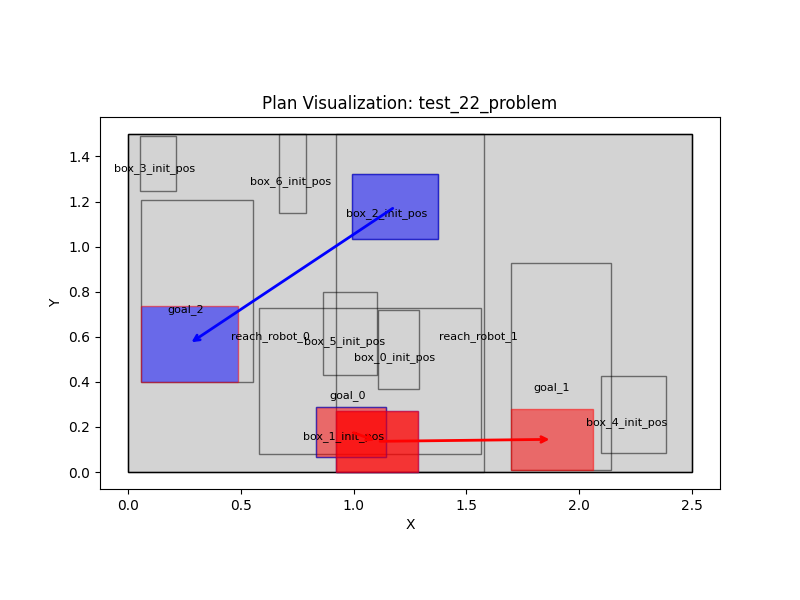 Plan Visualization: test_22_problem
1.4
1.2
1.0
0.8
0.6
0.4
0.2
0.0
Y
box_3_init_pos
box_6_init_pos
box_2_init_pos
goal_2
reach_robot_0
reach_robot_1
box_5_init_pos
box_0_init_pos
goal_0
goal_1
box_1_init_pos
box_4_init_pos
0.0
0.5
1.0
1.5
2.0
2.5
X